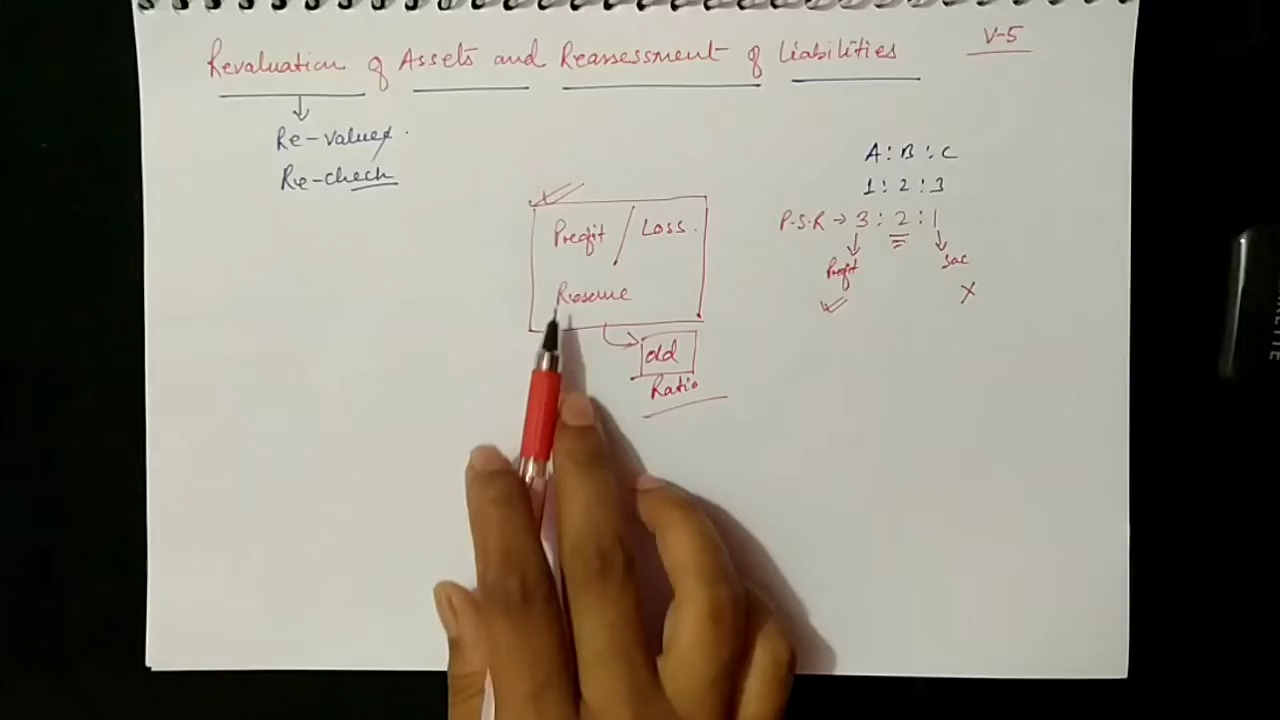 Revaluation of Assets and Reassessment of Liabilities
V-5
Re-value
Re-check
A : B : C
1 : 2 : 3
P.S.R → 3 : 2 : 1
Profit
Sac
Profit / Loss.
Reserve
old
Ratio